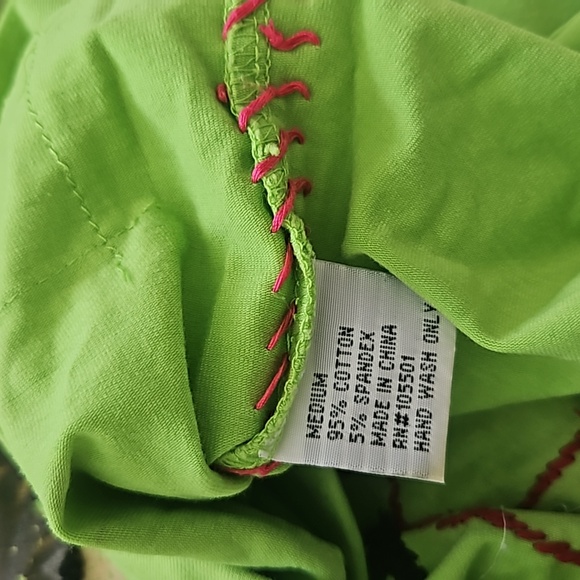 MEDIUM
95% COTTON
5% SPANDEX
MADE IN CHINA
RN#105501
HAND WASH ONLY